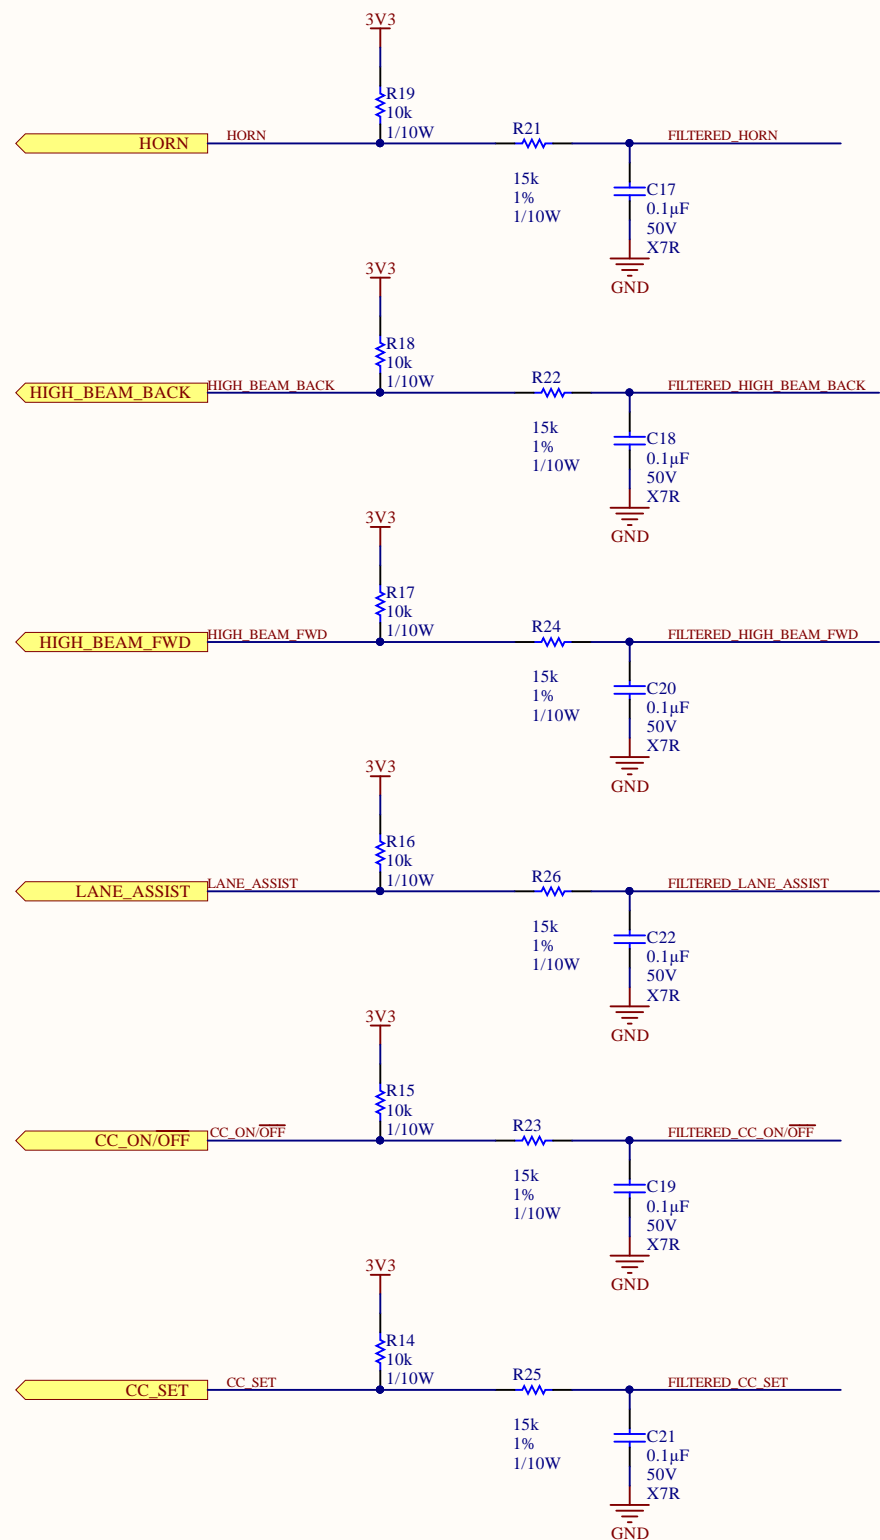 3V3
R19
10k
1/10W
HORN
HORN
R21
15k
1%
1/10W
FILTERED_HORN
C17
0.1µF
50V
X7R
GND
3V3
R18
10k
1/10W
HIGH_BEAM_BACK
HIGH_BEAM_BACK
R22
15k
1%
1/10W
FILTERED_HIGH_BEAM_BACK
C18
0.1µF
50V
X7R
GND
3V3
R17
10k
1/10W
HIGH_BEAM_FWD
HIGH_BEAM_FWD
R24
15k
1%
1/10W
FILTERED_HIGH_BEAM_FWD
C20
0.1µF
50V
X7R
GND
3V3
R16
10k
1/10W
LANE_ASSIST
LANE_ASSIST
R26
15k
1%
1/10W
FILTERED_LANE_ASSIST
C22
0.1µF
50V
X7R
GND
3V3
R15
10k
1/10W
CC_ON/O̅F̅F̅
CC_ON/O̅F̅F̅
R23
15k
1%
1/10W
FILTERED_CC_ON/O̅F̅F̅
C19
0.1µF
50V
X7R
GND
3V3
R14
10k
1/10W
CC_SET
CC_SET
R25
15k
1%
1/10W
FILTERED_CC_SET
C21
0.1µF
50V
X7R
GND